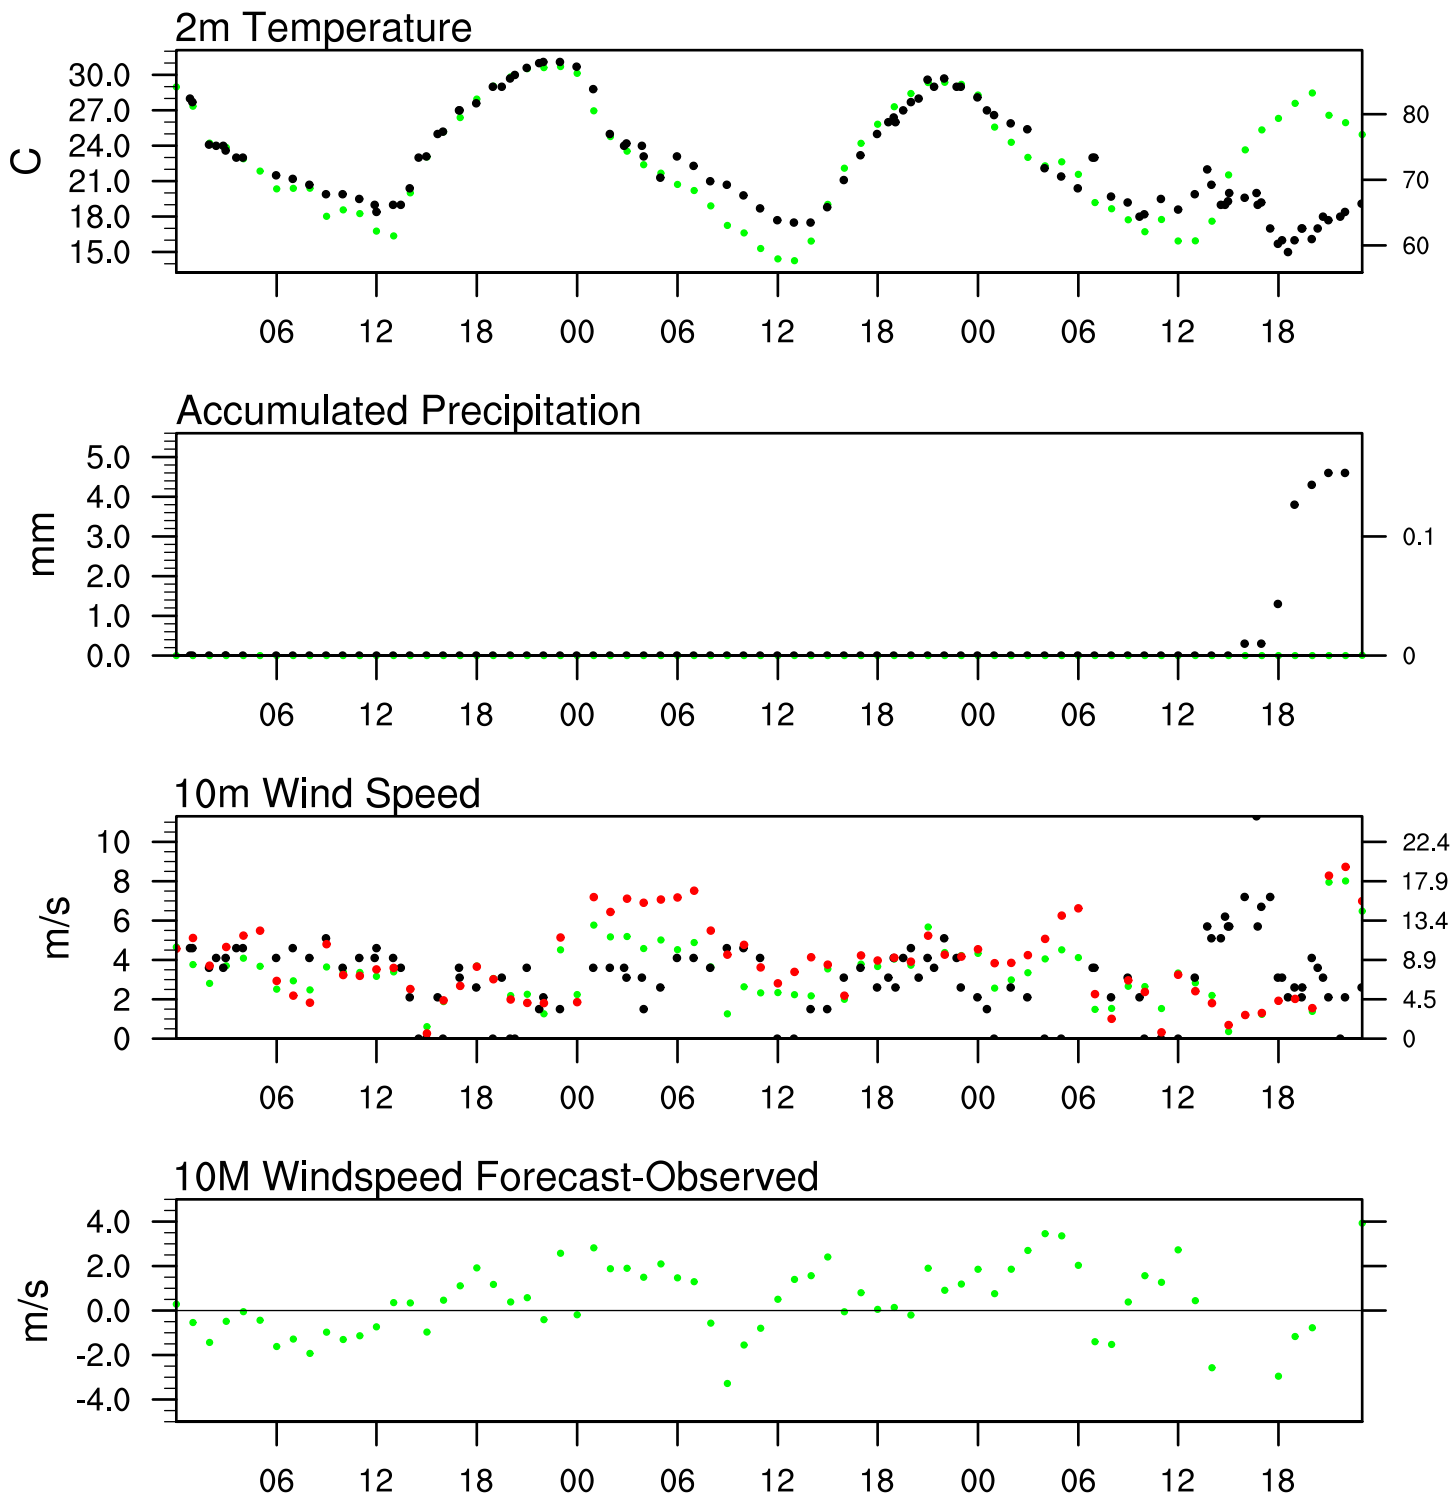 2m Temperature
30.0
27.0
24.0
21.0
18.0
15.0
C
80
70
60
06 12 18 00 06 12 18 00 06 12 18
Accumulated Precipitation
5.0
4.0
3.0
2.0
1.0
0.0
mm
0.1
0
06 12 18 00 06 12 18 00 06 12 18
10m Wind Speed
10
8
6
4
2
0
m/s
22.4
17.9
13.4
8.9
4.5
0
06 12 18 00 06 12 18 00 06 12 18
10M Windspeed Forecast-Observed
4.0
2.0
0.0
-2.0
-4.0
m/s
06 12 18 00 06 12 18 00 06 12 18